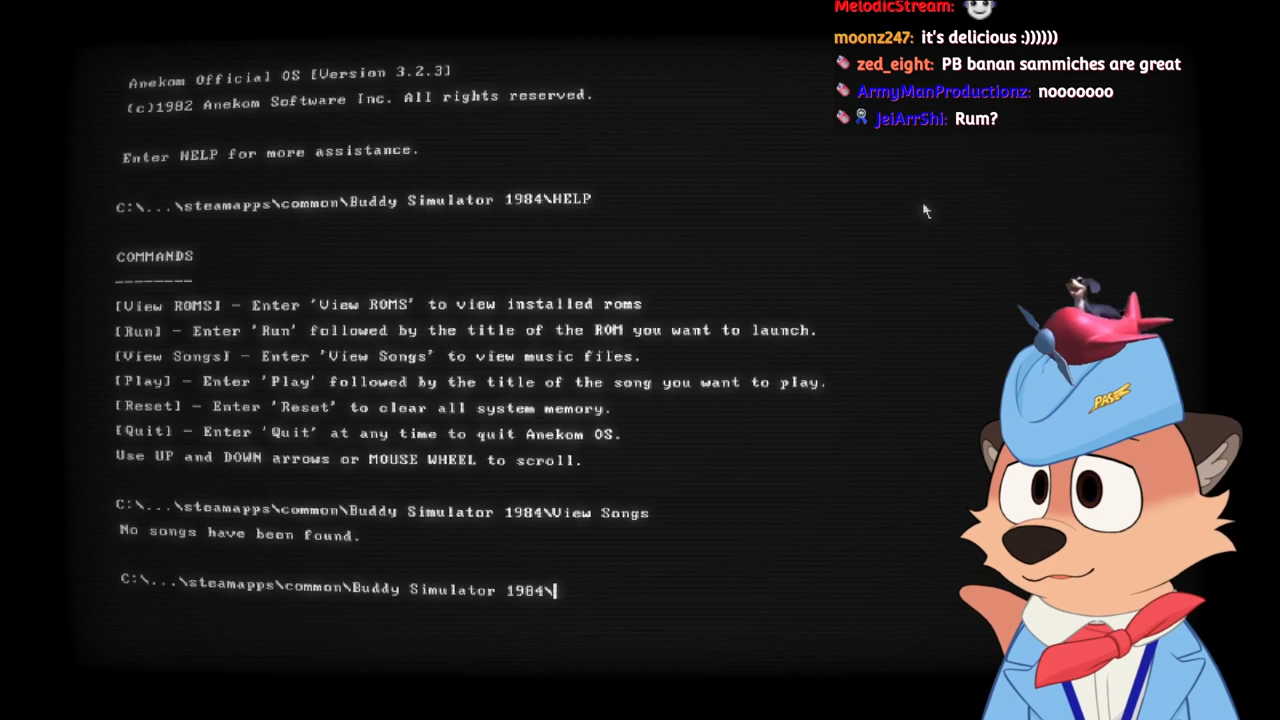 Anekom Official OS [Version 3.2.3]
(c)1982 Anekom Software Inc. All rights reserved.
Enter HELP for more assistance.
C:\...\steamapps\common\Buddy Simulator 1984\HELP
COMMANDS
--------
[View ROMS] - Enter 'View ROMS' to view installed roms
[Run] - Enter 'Run' followed by the title of the ROM you want to launch.
[View Songs] - Enter 'View Songs' to view music files.
[Play] - Enter 'Play' followed by the title of the song you want to play.
[Reset] - Enter 'Reset' to clear all system memory.
[Quit] - Enter 'Quit' at any time to quit Anekom OS.
Use UP and DOWN arrows or MOUSE WHEEL to scroll.
C:\...\steamapps\common\Buddy Simulator 1984\View Songs
No songs have been found.
C:\...\steamapps\common\Buddy Simulator 1984\
MelodicStream:
moonz247: it's delicious :))))))
zed_eight: PB banan sammiches are great
ArmyManProductionz: nooooooo
JeiArrShi: Rum?